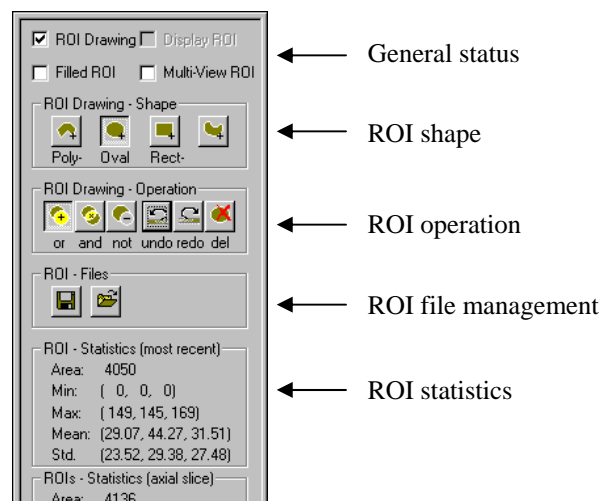 ROI Drawing Display ROI
General status
Filled ROI Multi-View ROI
ROI Drawing - Shape
ROI shape
Poly- Oval Rect-
ROI Drawing - Operation
ROI operation
or and not undo redo del
ROI - Files
ROI file management
ROI - Statistics (most recent)
Area: 4050
Min: ( 0, 0, 0)
ROI statistics
Max: ( 149, 145, 169)
Mean: (29.07, 44.27, 31.51)
Std. (23.52, 29.38, 27.48)
ROIs - Statistics (axial slice)
Area: 4136